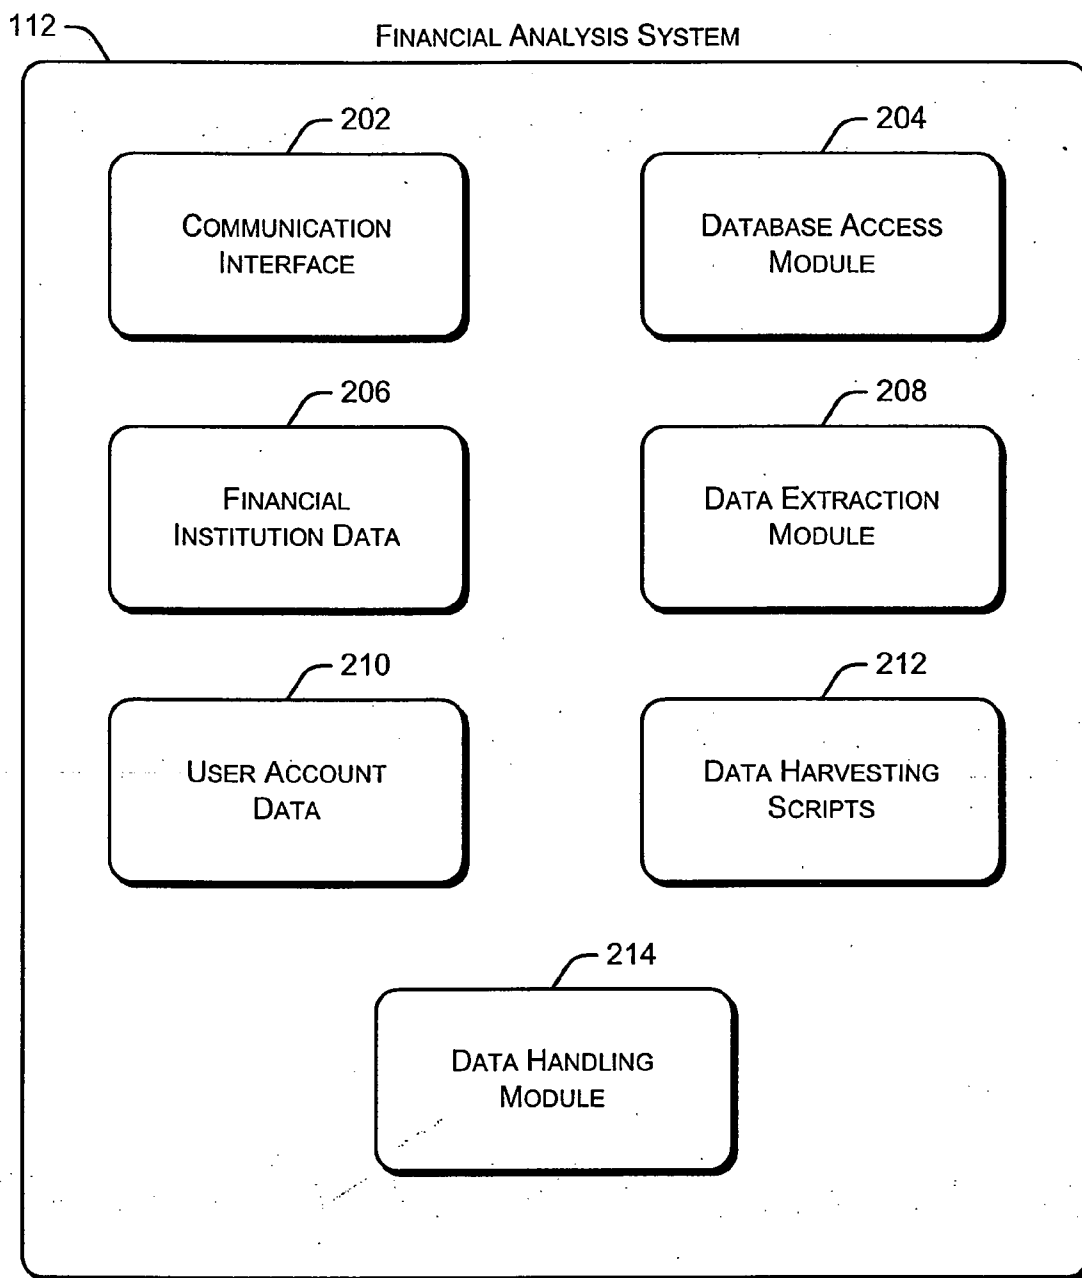 112
FINANCIAL ANALYSIS SYSTEM
202
COMMUNICATION
INTERFACE
204
DATABASE ACCESS
MODULE
206
FINANCIAL
INSTITUTION DATA
208
DATA EXTRACTION
MODULE
210
USER ACCOUNT
DATA
212
DATA HARVESTING
SCRIPTS
214
DATA HANDLING
MODULE